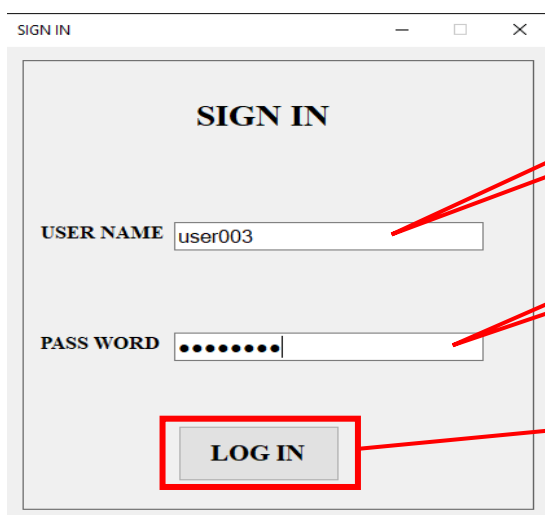 SIGN IN
SIGN IN
USER NAME user003
PASS WORD ●●●●●●●●
LOG IN